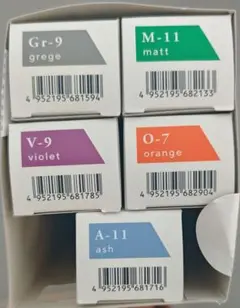 Gr-9
grege
4 952195 681594
M-11
matt
4 952195 682133
V-9
violet
4 952195 681785
O-7
orange
4 952195 682904
A-11
ash
4 952195 681716